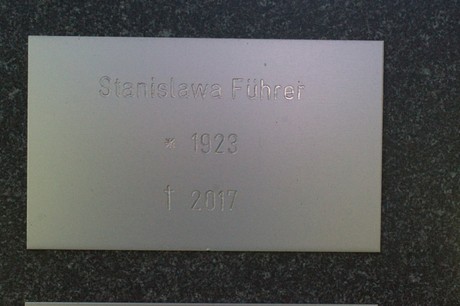 Stanislawa Führer
* 1923
† 2017